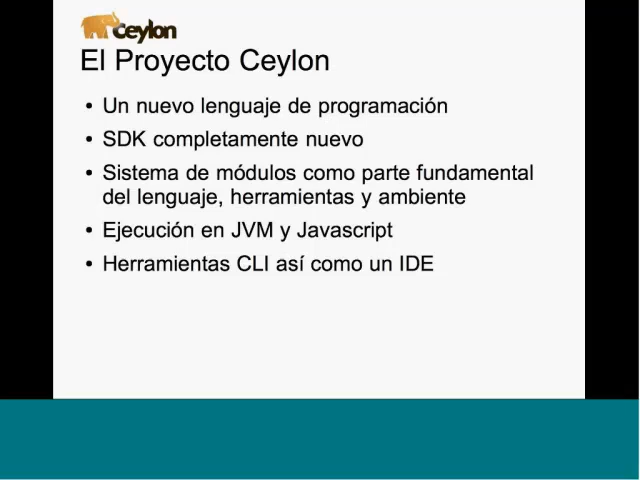 Ceylon
El Proyecto Ceylon
• Un nuevo lenguaje de programación
• SDK completamente nuevo
• Sistema de módulos como parte fundamental
del lenguaje, herramientas y ambiente
• Ejecución en JVM y Javascript
• Herramientas CLI así como un IDE